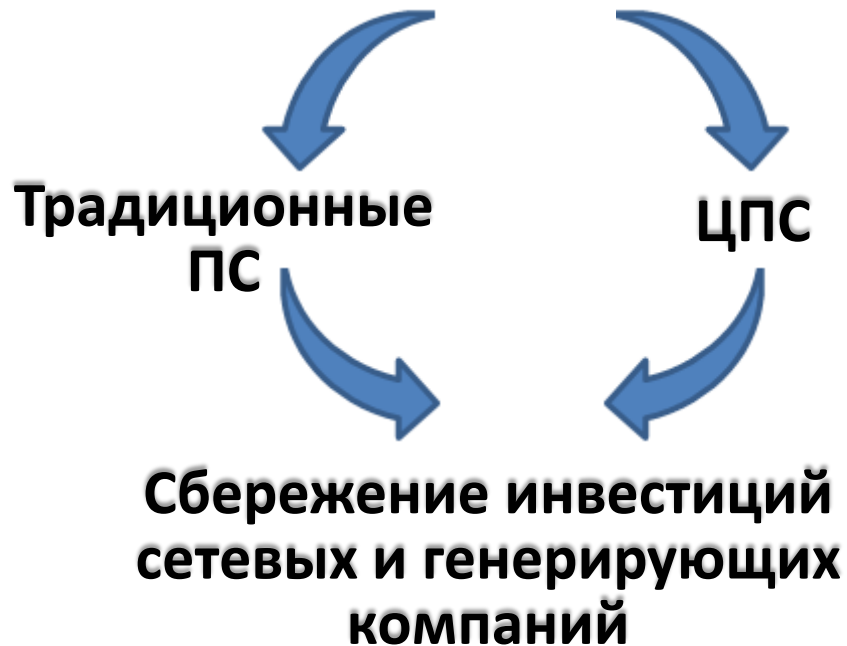 Традиционные
ПС
ЦПС
Сбережение инвестиций
сетевых и генерирующих
компаний